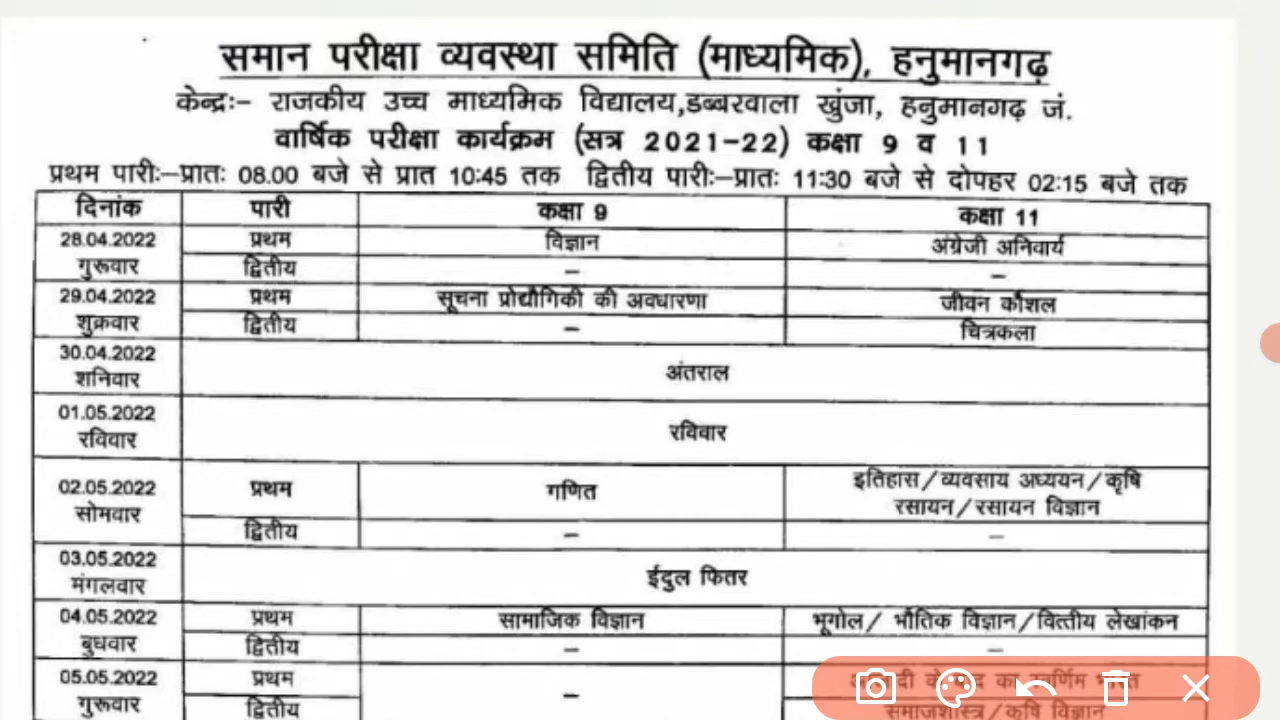 समान परीक्षा व्यवस्था समिति (माध्यमिक), हनुमानगढ़
केन्द्रः– राजकीय उच्च माध्यमिक विद्यालय,डब्बरवाला खुंजा, हनुमानगढ़ जं.
वार्षिक परीक्षा कार्यक्रम (सत्र 2021–22) कक्षा 9 व 11
प्रथम पारीः–प्रातः 08.00 बजे से प्रात 10:45 तक द्वितीय पारीः–प्रातः 11:30 बजे से दोपहर 02:15 बजे तक
दिनांक पारी कक्षा 9 कक्षा 11
28.04.2022 प्रथम विज्ञान अंग्रेजी अनिवार्य
गुरूवार द्वितीय – –
29.04.2022 प्रथम सूचना प्रोद्यौगिकी की अवधारणा जीवन कौशल
शुक्रवार द्वितीय – चित्रकला
30.04.2022
शनिवार अंतराल
01.05.2022
रविवार रविवार
02.05.2022 प्रथम गणित इतिहास/व्यवसाय अध्ययन/कृषि
सोमवार रसायन/रसायन विज्ञान
द्वितीय – –
03.05.2022
मंगलवार ईदुल फितर
04.05.2022 प्रथम सामाजिक विज्ञान भूगोल/ भौतिक विज्ञान/वित्तीय लेखांकन
बुधवार द्वितीय – –
05.05.2022 प्रथम – का स्वर्णिम भारत
गुरूवार द्वितीय समाजशास्त्र/कृषि विज्ञान